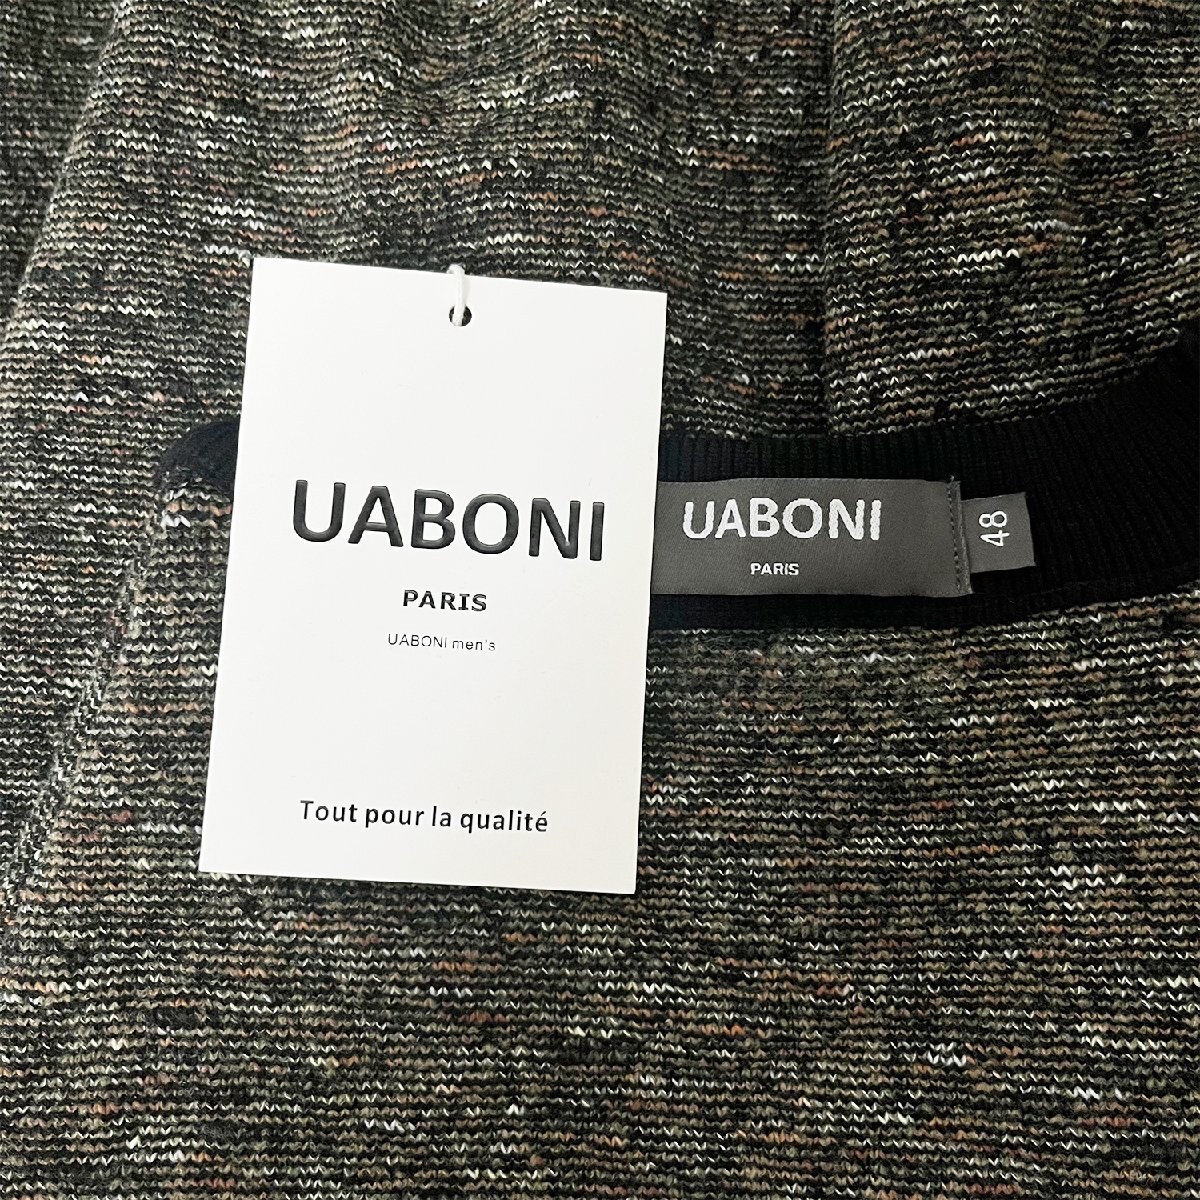 UABONI
PARIS
UABONI men's
Tout pour la qualité
UABONI
PARIS
48